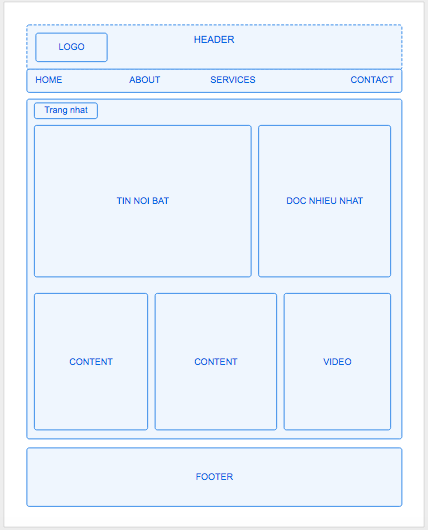 HEADER
LOGO
HOME ABOUT SERVICES CONTACT
Trang nhat
TIN NOI BAT DOC NHIEU NHAT
CONTENT CONTENT VIDEO
FOOTER